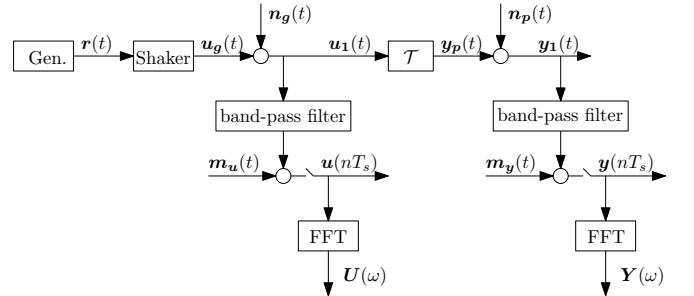 n_g(t) n_p(t)
Gen. r(t) Shaker u_g(t) u_1(t) 𝒯 y_p(t) y_1(t)
band-pass filter band-pass filter
m_u(t) u(nT_s) m_y(t) y(nT_s)
FFT FFT
U(ω) Y(ω)